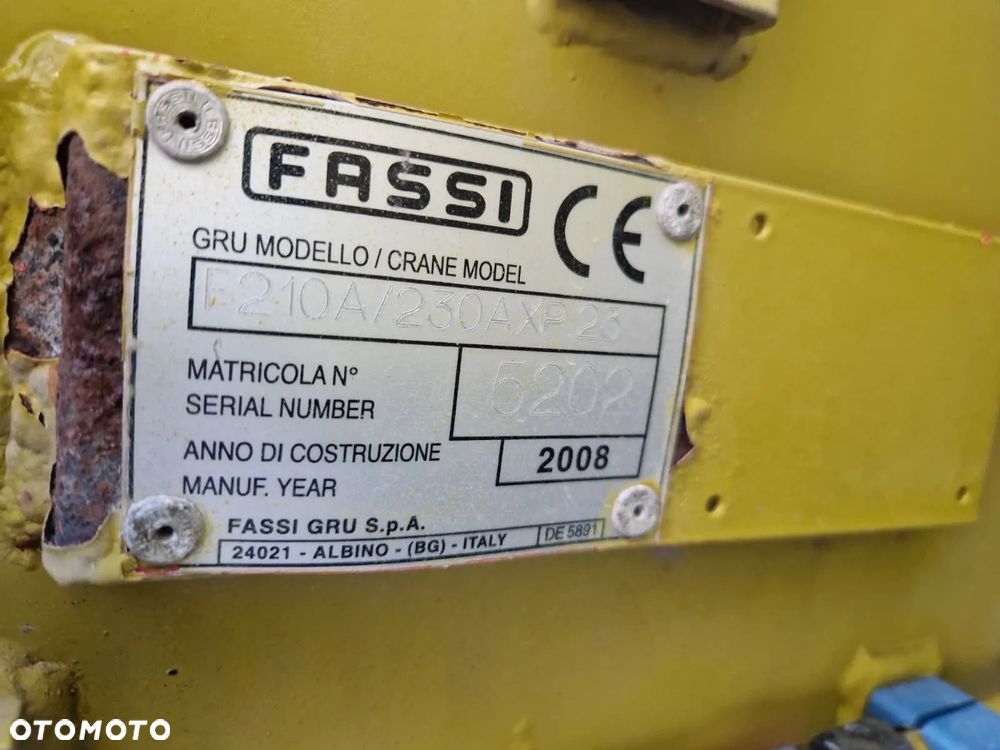 FASSI
CE
GRU MODELLO / CRANE MODEL
F210A/230AXP 23
MATRICOLA N°
SERIAL NUMBER
5202
ANNO DI COSTRUZIONE
MANUF. YEAR
2008
FASSI GRU S.p.A.
24021 - ALBINO - (BG) - ITALY
DE 5891
OTOMOTO